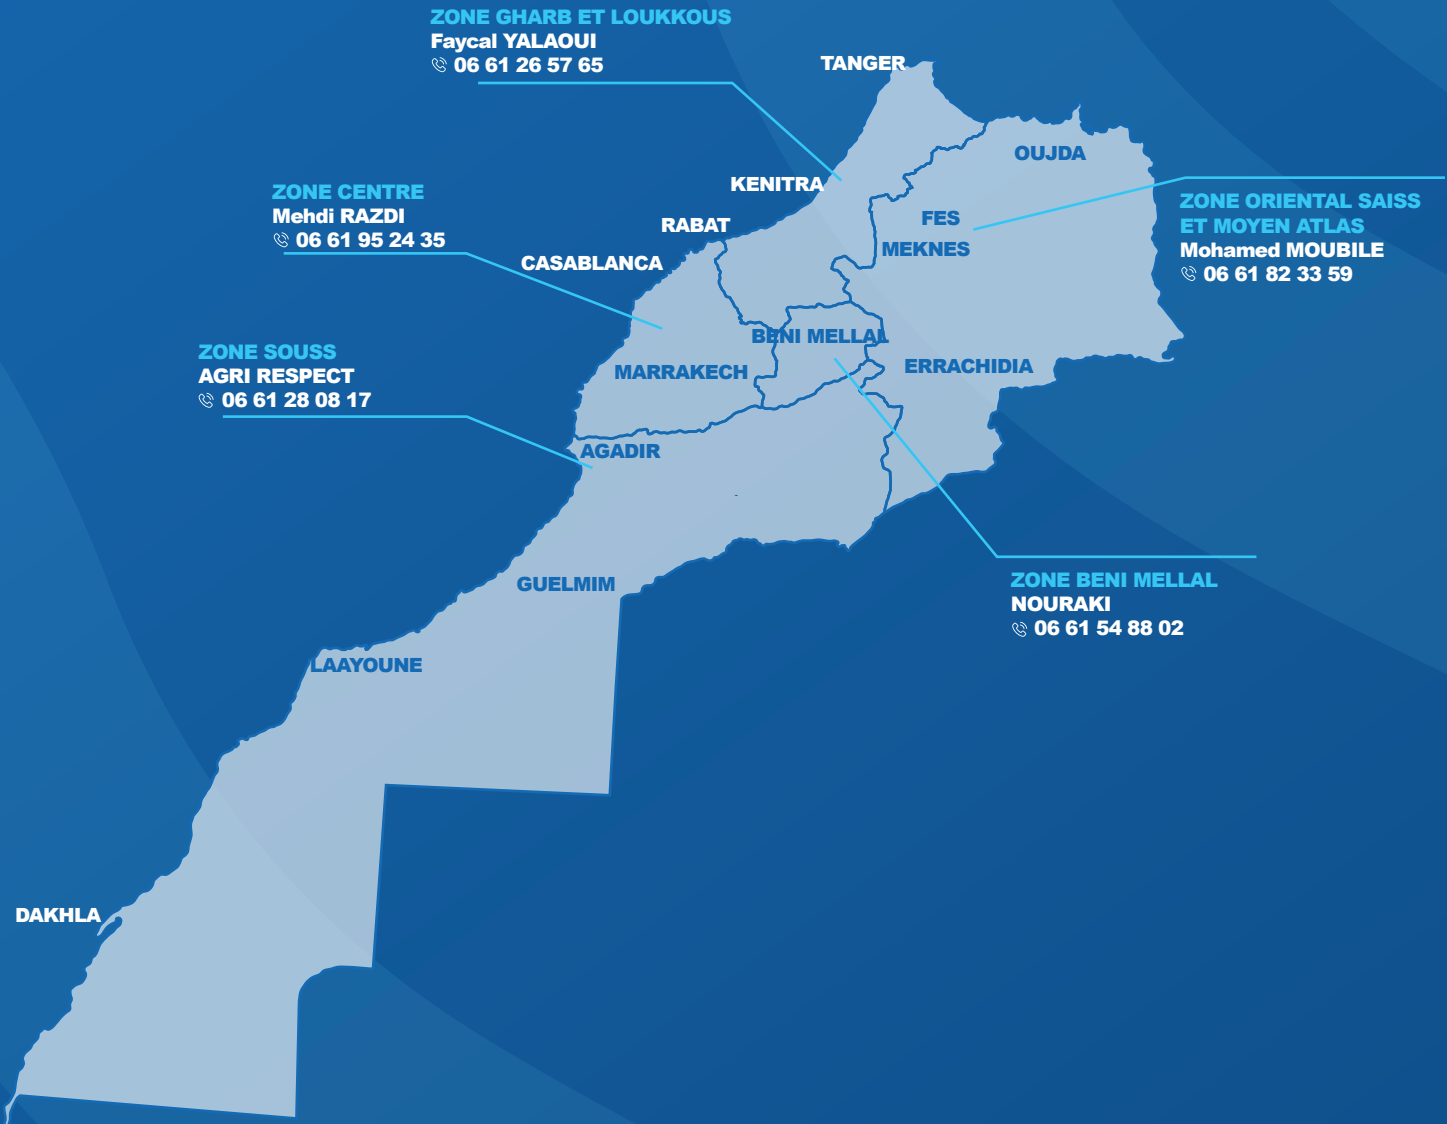 ZONE GHARB ET LOUKKOUS
Faycal YALAOUI
06 61 26 57 65
TANGER
OUJDA
KENITRA
ZONE CENTRE
Mehdi RAZDI
06 61 95 24 35
ZONE ORIENTAL SAISS
ET MOYEN ATLAS
Mohamed MOUBILE
06 61 82 33 59
FES
RABAT
MEKNES
CASABLANCA
BENI MELLAL
ZONE SOUSS
AGRI RESPECT
06 61 28 08 17
ERRACHIDIA
MARRAKECH
AGADIR
GUELMIM
ZONE BENI MELLAL
NOURAKI
06 61 54 88 02
LAAYOUNE
DAKHLA